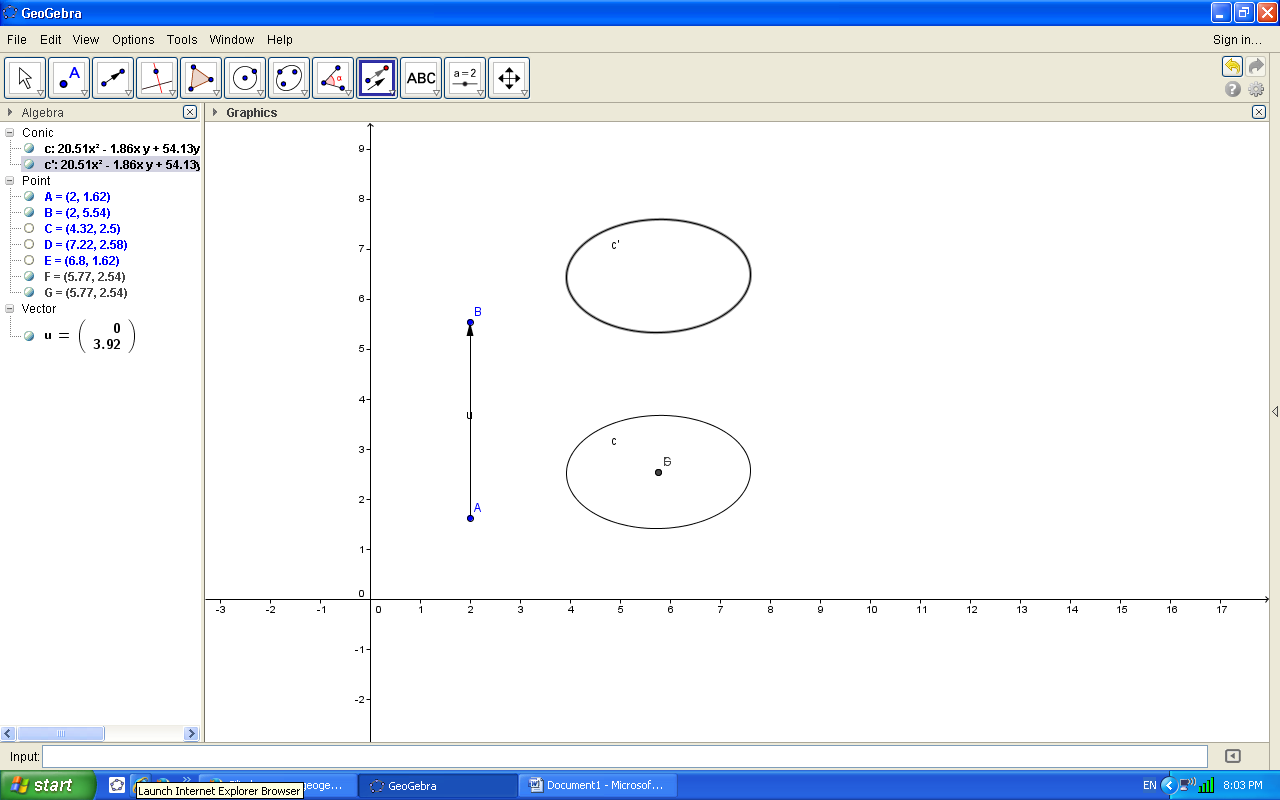 GeoGebra
File Edit View Options Tools Window Help Sign in...
A α ABC a=2
Algebra
Graphics
Conic
c: 20.51x² - 1.86x y + 54.13y
c': 20.51x² - 1.86x y + 54.13y
Point
A = (2, 1.62)
B = (2, 5.54)
C = (4.32, 2.5)
D = (7.22, 2.58)
E = (6.8, 1.62)
F = (5.77, 2.54)
G = (5.77, 2.54)
Vector
u = ( 0
3.92 )
9
8
7
6
5
4
3
2
1
0
-1
-2
-3 -2 -1 0 1 2 3 4 5 6 7 8 9 10 11 12 13 14 15 16 17
c'
B
u
c
A
Input:
start
geoge...
GeoGebra
Document1 - Microsof...
EN
8:03 PM
Launch Internet Explorer Browser